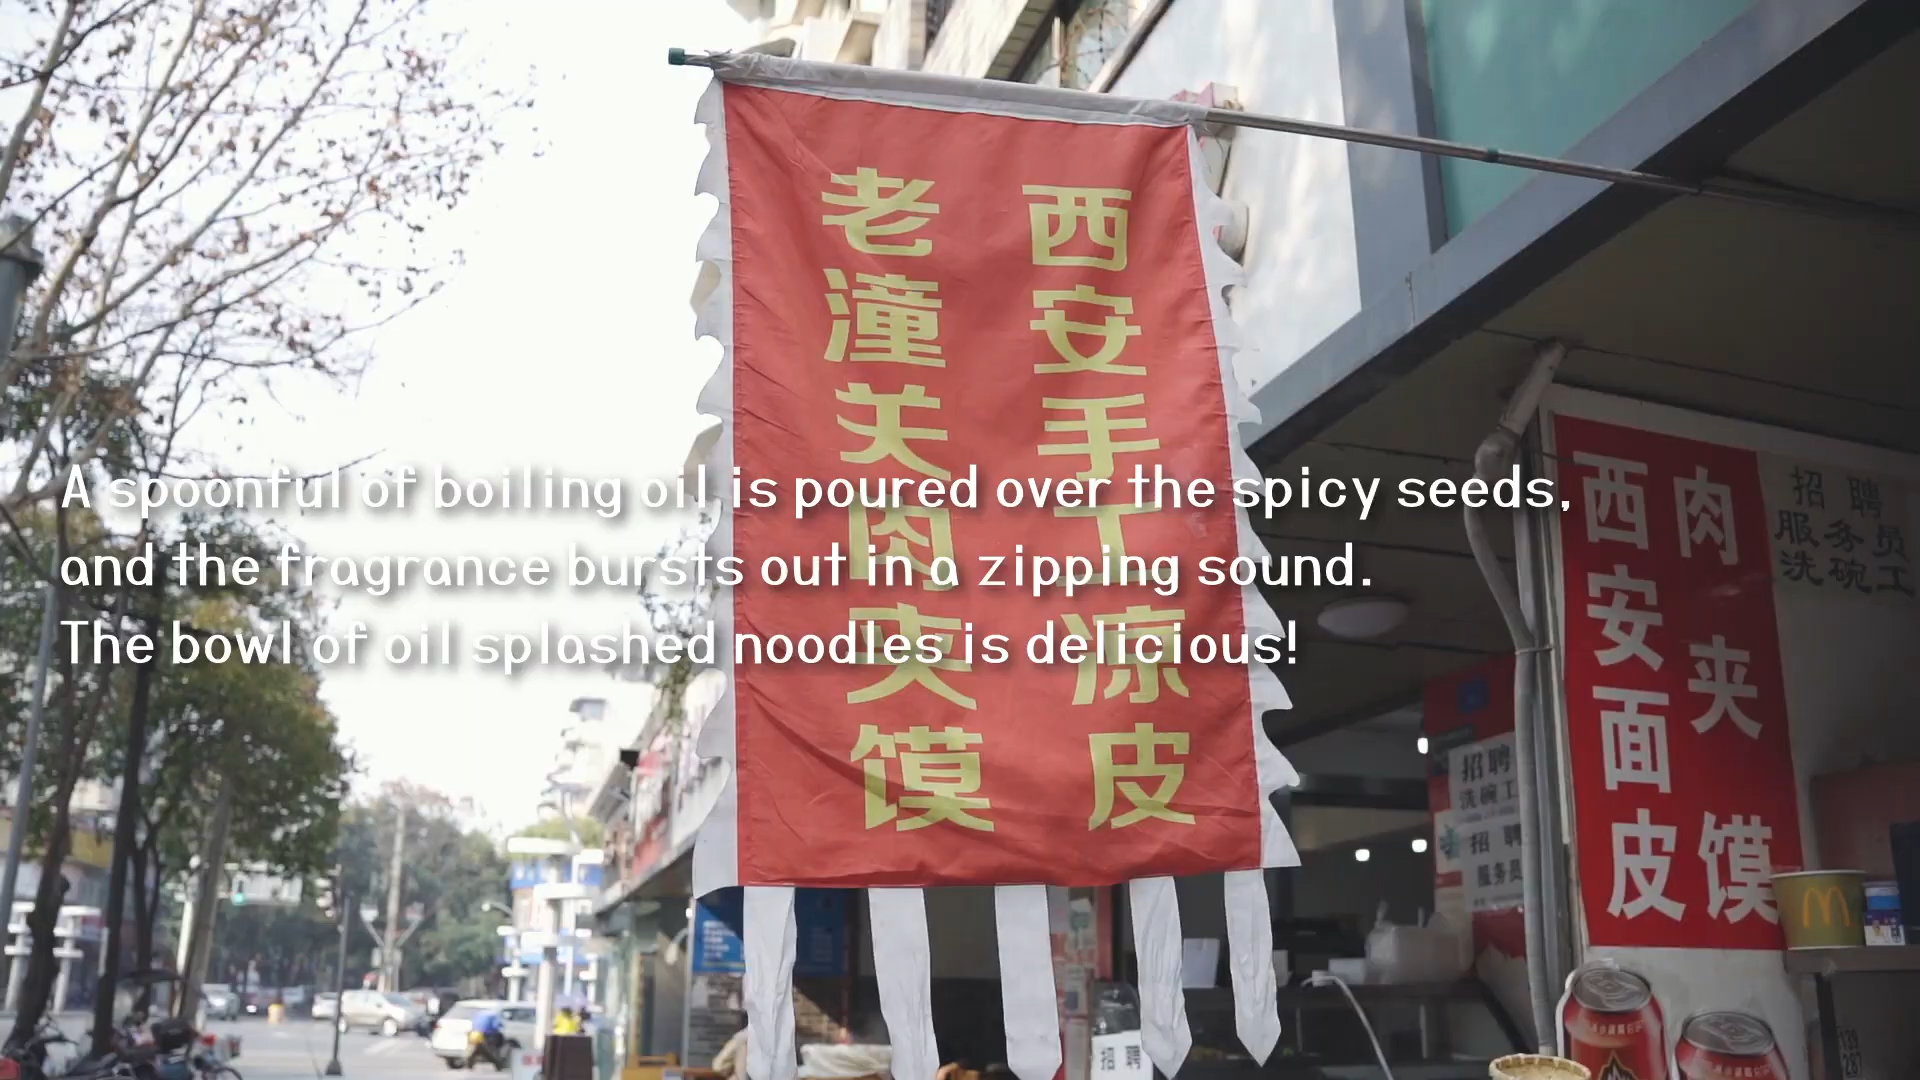 A spoonful of boiling oil is poured over the spicy seeds,
and the fragrance bursts out in a zipping sound.
The bowl of oil splashed noodles is delicious!
西安手工凉皮
老潼关肉夹馍
西安面皮
肉夹馍
招聘
服务员
洗碗工
招聘
洗碗工
招聘
服务员
招聘